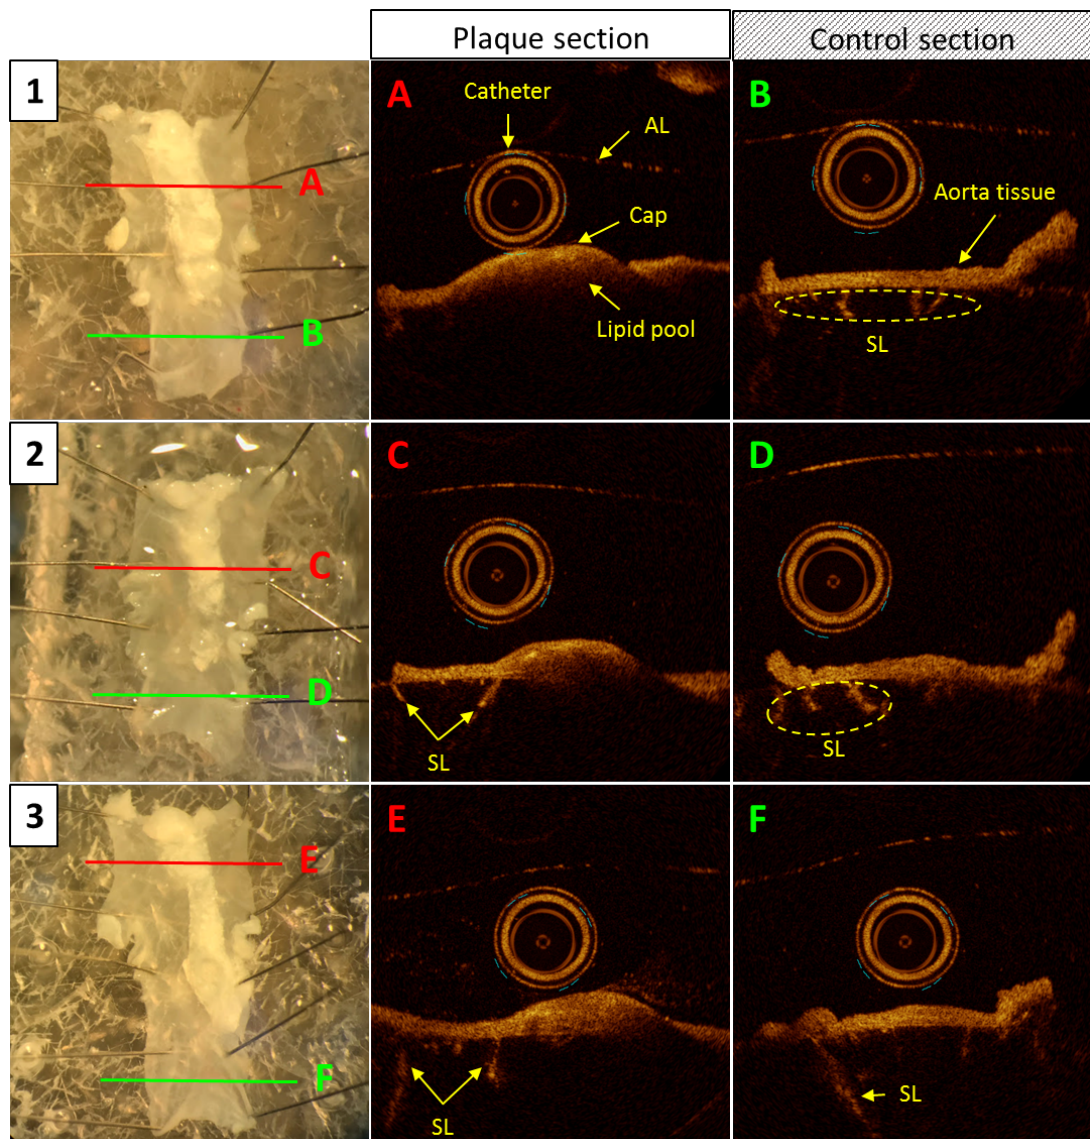 Plaque section
Control section
1
A
B
A
Catheter
AL
Cap
Lipid pool
B
Aorta tissue
SL
2
C
D
C
SL
D
SL
3
E
F
E
SL
F
SL